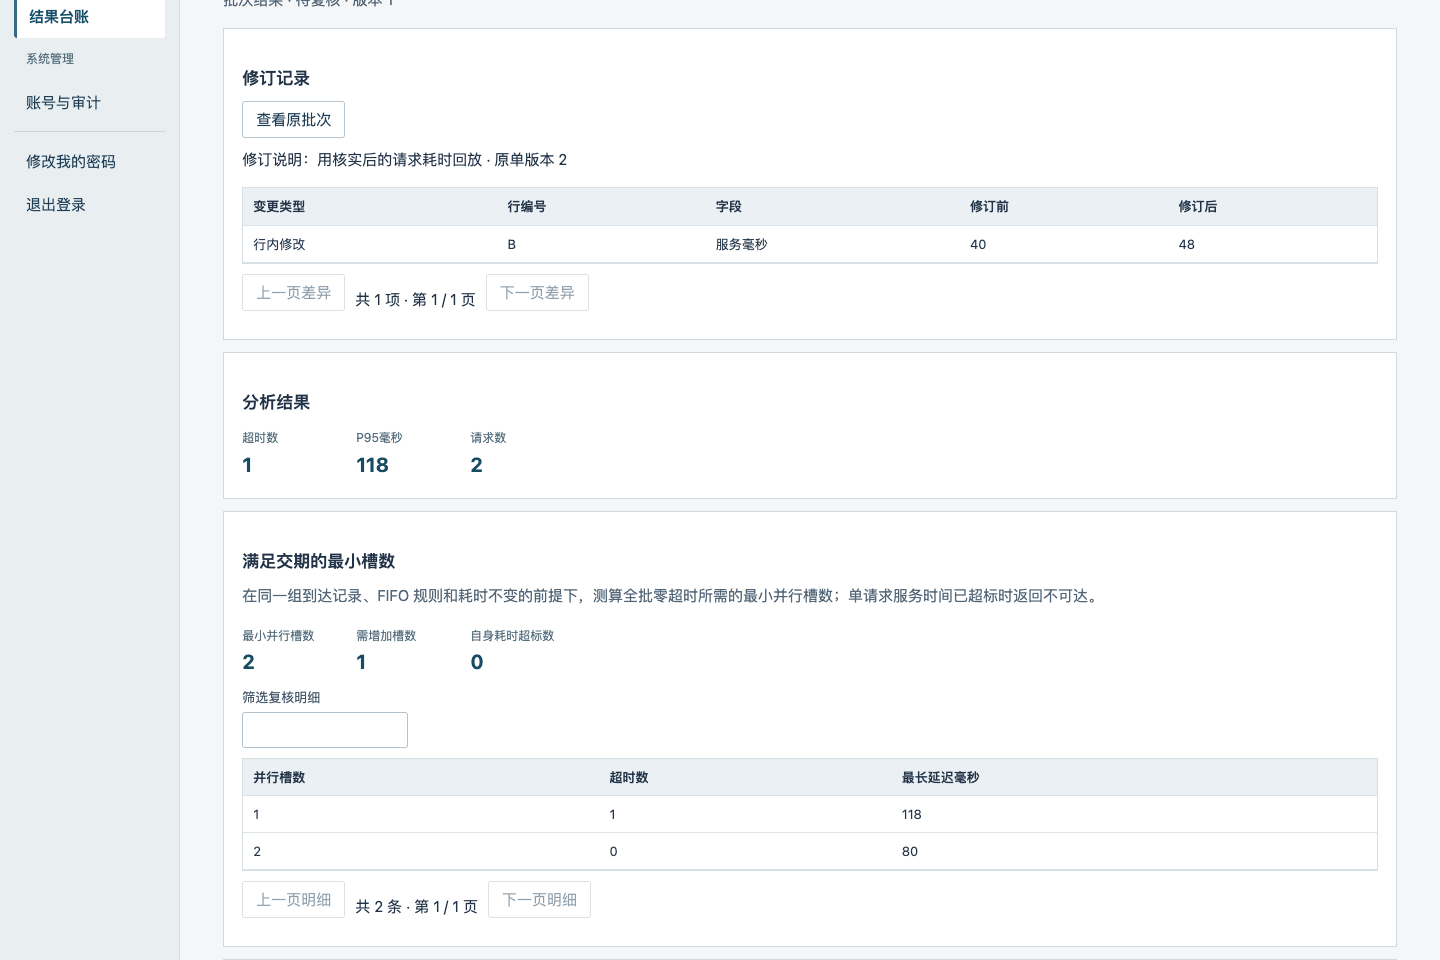 批次结果 · 待复核 · 版本 1
结果台账
系统管理
账号与审计
修改我的密码
退出登录
修订记录
查看原批次
修订说明：用核实后的请求耗时回放 · 原单版本 2
变更类型 行编号 字段 修订前 修订后
行内修改 B 服务毫秒 40 48
上一页差异 共 1 项 · 第 1 / 1 页 下一页差异
分析结果
超时数 P95毫秒 请求数
1 118 2
满足交期的最小槽数
在同一组到达记录、FIFO 规则和耗时不变的前提下，测算全批零超时所需的最小并行槽数；单请求服务时间已超标时返回不可达。
最小并行槽数 需增加槽数 自身耗时超标数
2 1 0
筛选复核明细
并行槽数 超时数 最长延迟毫秒
1 1 118
2 0 80
上一页明细 共 2 条 · 第 1 / 1 页 下一页明细